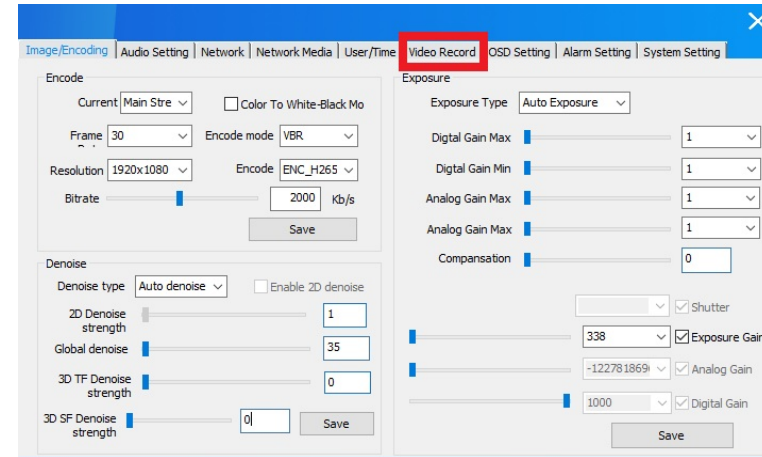 Image/Encoding Audio Setting Network Network Media User/Time Video Record OSD Setting Alarm Setting System Setting
Encode
Current Main Stre Color To White-Black Mo
Frame 30 Encode mode VBR
Resolution 1920x1080 Encode ENC_H265
Bitrate 2000 Kb/s
Save
Denoise
Denoise type Auto denoise Enable 2D denoise
2D Denoise
strength 1
Global denoise 35
3D TF Denoise
strength 0
3D SF Denoise
strength 0 Save
Exposure
Exposure Type Auto Exposure
Digtal Gain Max 1
Digtal Gain Min 1
Analog Gain Max 1
Analog Gain Max 1
Compansation 0
Shutter
338 Exposure Gain
-122781869 Analog Gain
1000 Digital Gain
Save